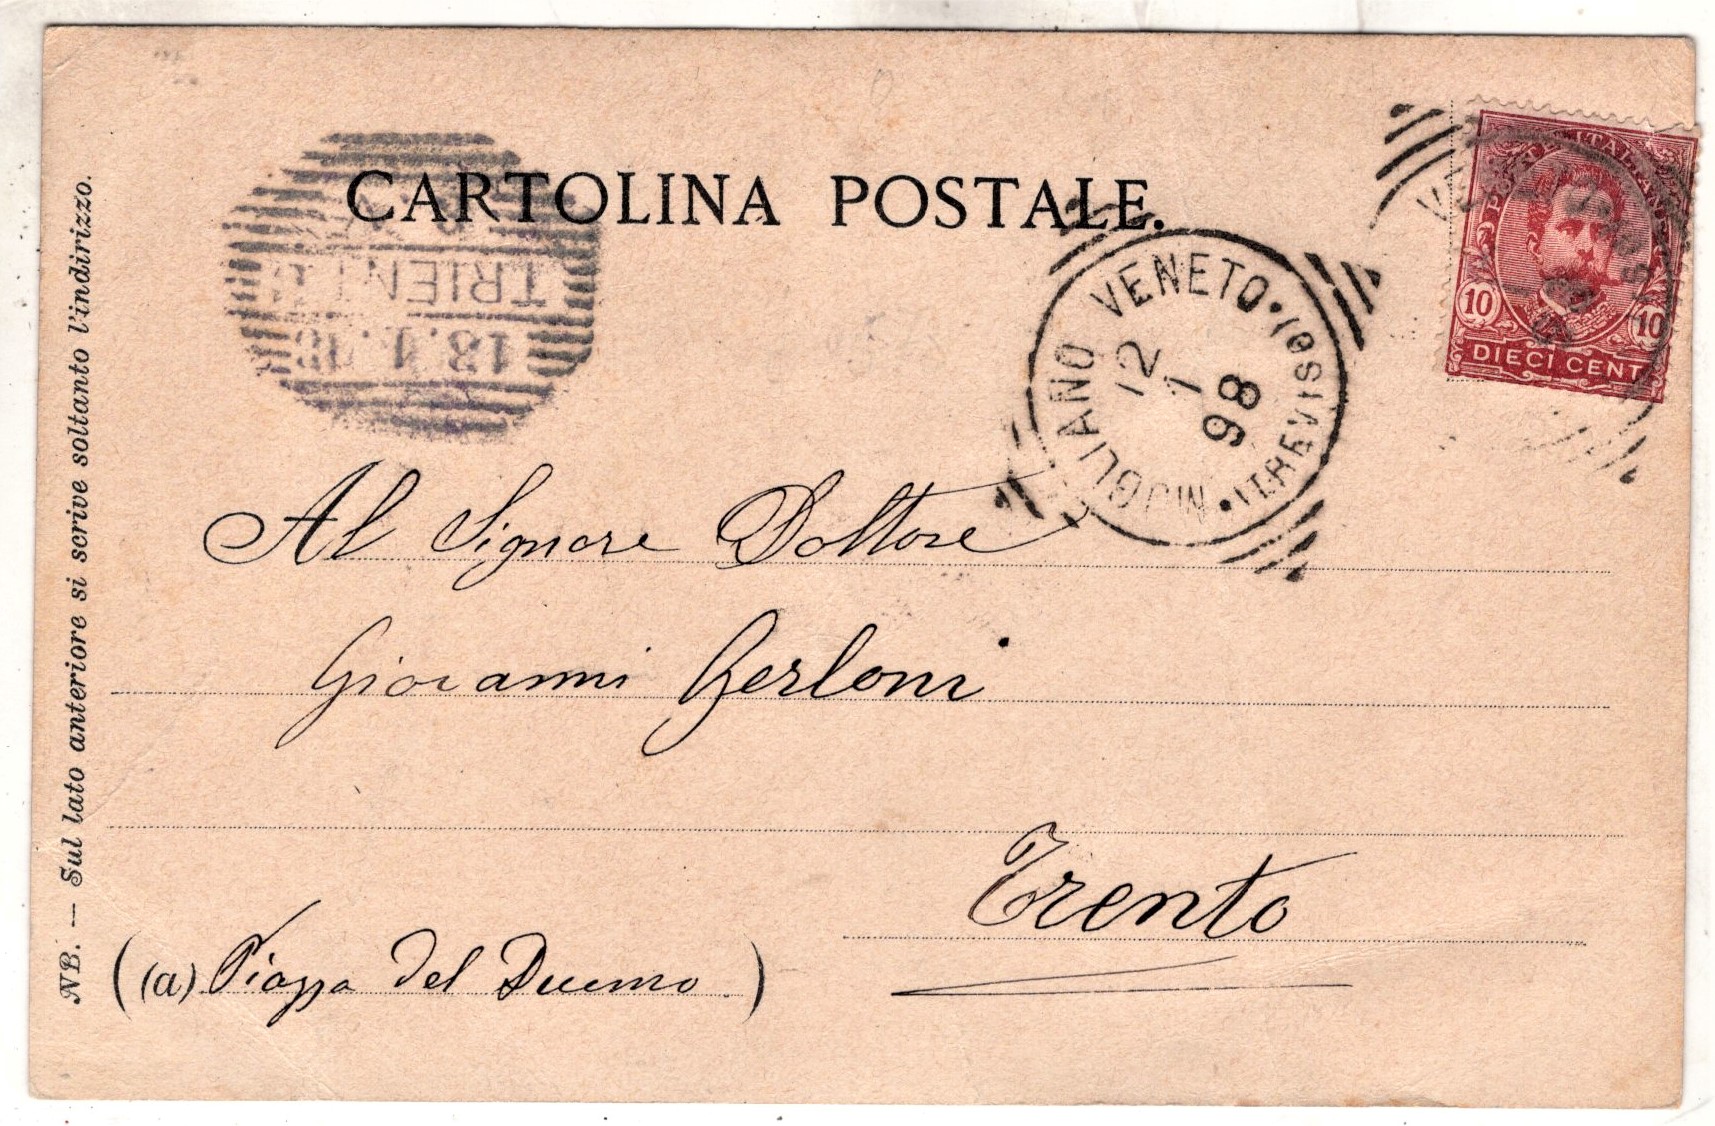 CARTOLINA POSTALE.
POSTE ITALIANE
10 10
DIECI CENT
MOGLIANO VENETO • (TREVISO) •
12
1
98
TRIENT
13.1.98
Al Signore Dottore
Giovanni Gerloni
Trento
(a) Piazza del Duomo
NB. — Sul lato anteriore si scrive soltanto l'indirizzo.